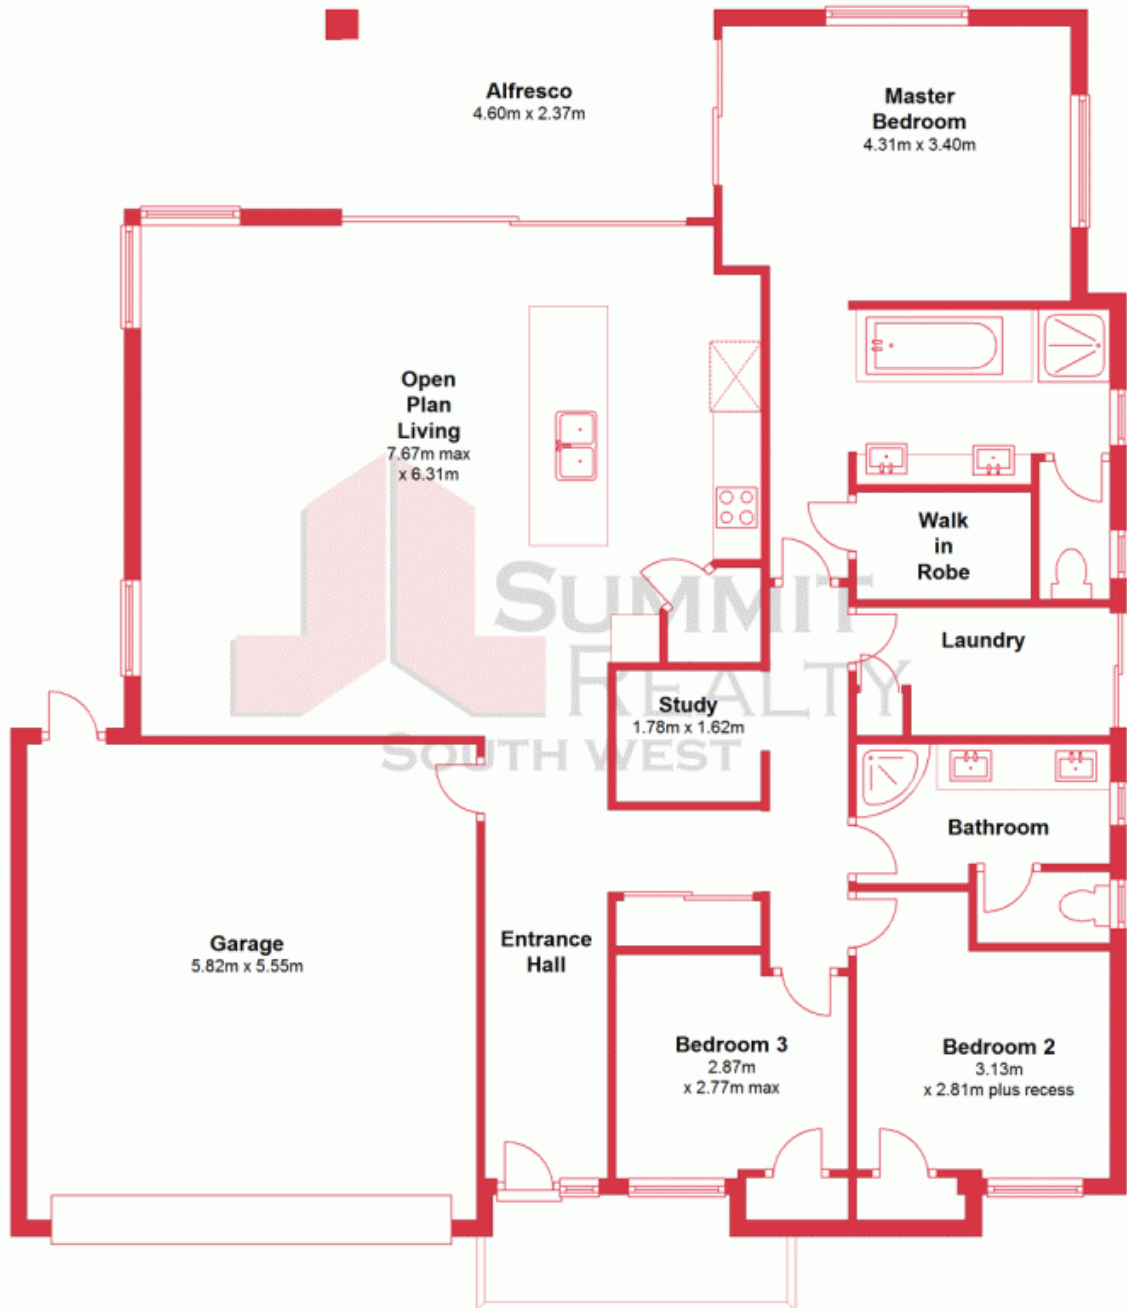 Alfresco
4.60m x 2.37m
Master
Bedroom
4.31m x 3.40m
Open
Plan
Living
7.67m max
x 6.31m
Walk
in
Robe
SUMMIT
REALTY
SOUTH WEST
Laundry
Study
1.78m x 1.62m
Bathroom
Garage
5.82m x 5.55m
Entrance
Hall
Bedroom 3
2.87m
x 2.77m max
Bedroom 2
3.13m
x 2.81m plus recess